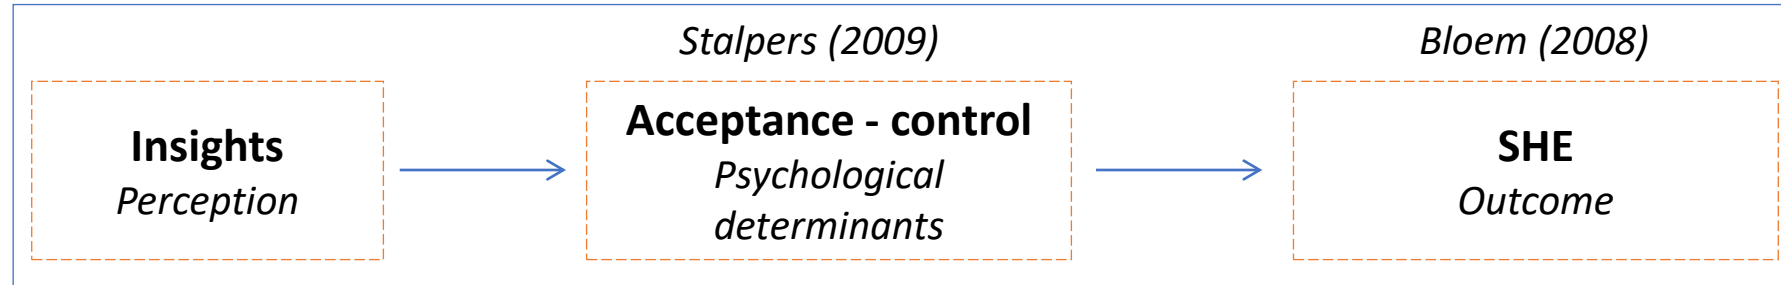 Stalpers (2009)
Bloem (2008)
Insights
Perception
Acceptance - control
Psychological
determinants
SHE
Outcome